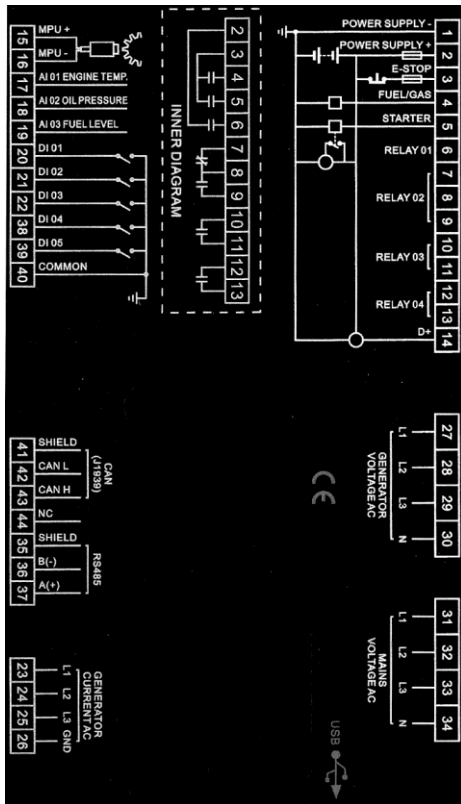 15 MPU +
16 MPU -
17 AI 01 ENGINE TEMP.
18 AI 02 OIL PRESSURE
19 AI 03 FUEL LEVEL
20 DI 01
21 DI 02
22 DI 03
38 DI 04
39 DI 05
40 COMMON
INNER DIAGRAM
2
3
4
5
6
7
8
9
10
11
12
13
POWER SUPPLY - 1
POWER SUPPLY + 2
E-STOP 3
FUEL/GAS 4
STARTER 5
RELAY 01 6
7
RELAY 02 8
9
RELAY 03 10
11
RELAY 04 12
13
D+ 14
41 SHIELD
42 CAN L
43 CAN H
CAN
(J1939)
44 NC
35 SHIELD
36 B(-)
37 A(+)
RS485
CE
GENERATOR
VOLTAGE AC
L1 27
L2 28
L3 29
N 30
23 L1
24 L2
25 L3
26 GND
GENERATOR
CURRENT AC
MAINS
VOLTAGE AC
L1 31
L2 32
L3 33
N 34
USB